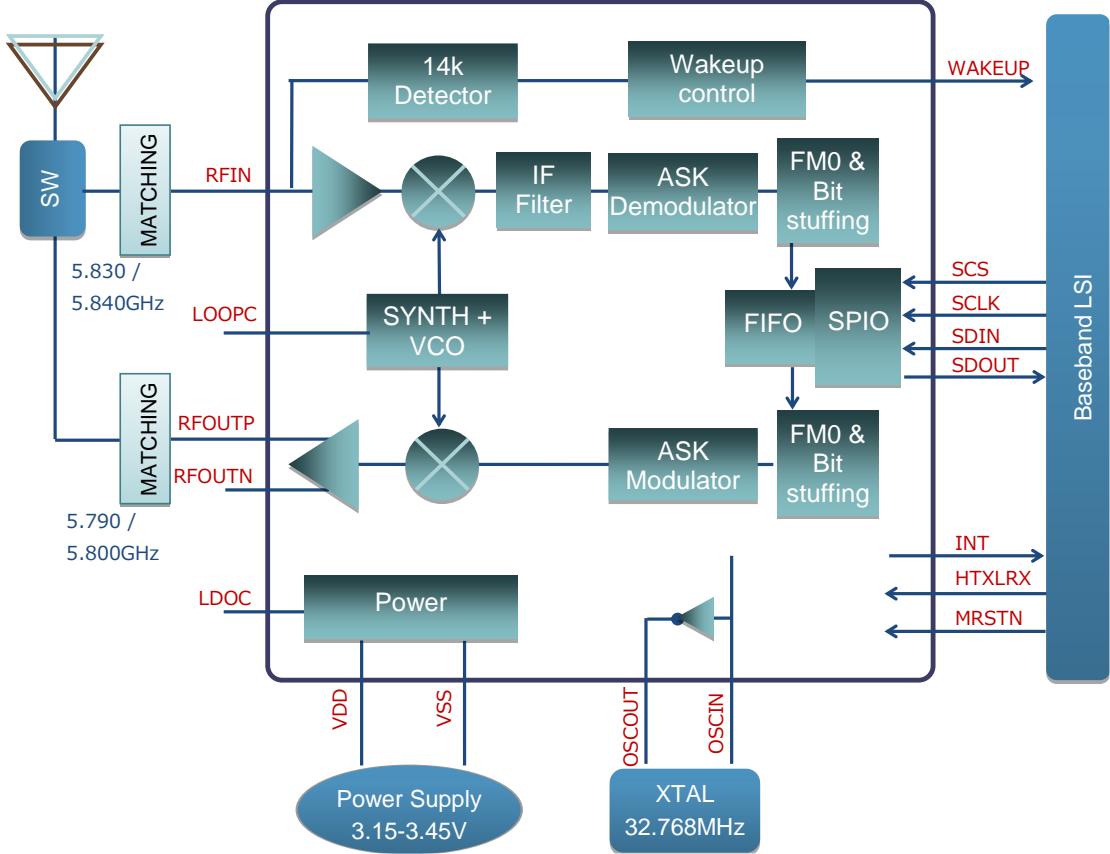 14k
Detector
Wakeup
control
WAKEUP
SW
MATCHING
RFIN
IF
Filter
ASK
Demodulator
FM0 &
Bit
stuffing
5.830 /
5.840GHz
LOOPC
SYNTH +
VCO
FIFO
SPIO
SCS
SCLK
SDIN
SDOUT
Baseband LSI
MATCHING
RFOUTP
RFOUTN
ASK
Modulator
FM0 &
Bit
stuffing
5.790 /
5.800GHz
INT
HTXLRX
MRSTN
LDOC
Power
VDD
VSS
OSCOUT
OSCIN
Power Supply
3.15-3.45V
XTAL
32.768MHz